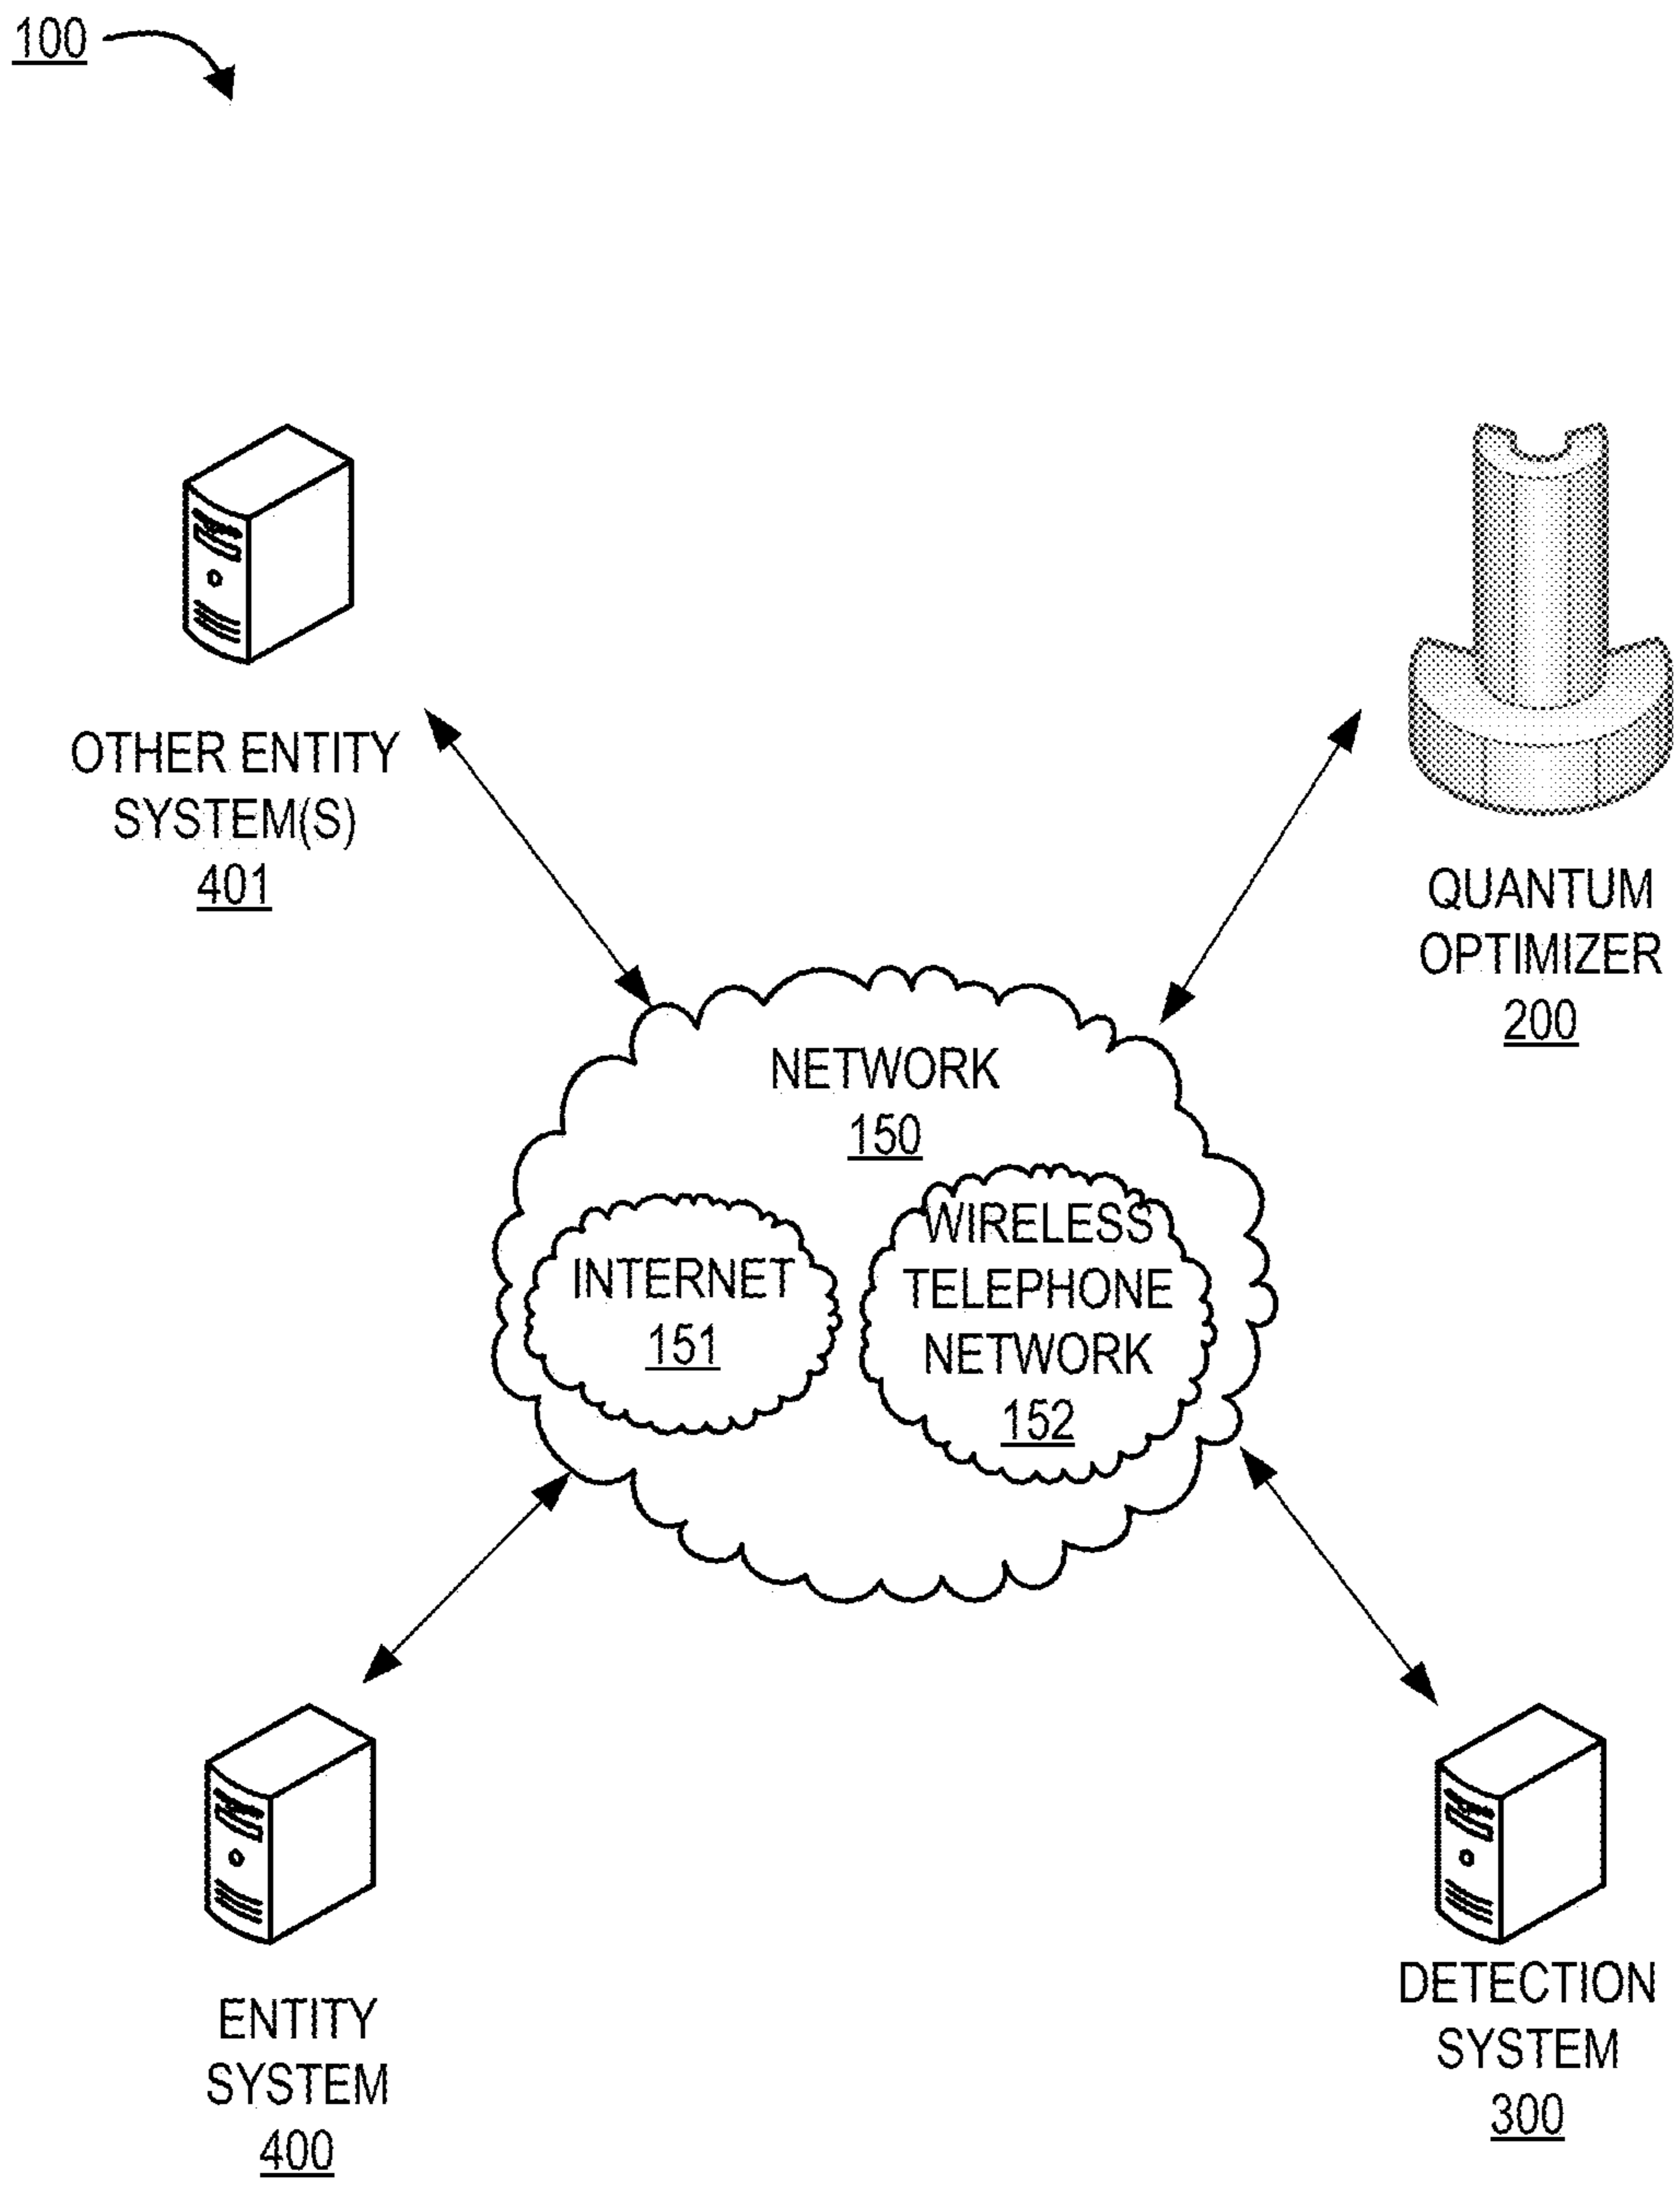 100
OTHER ENTITY
SYSTEM(S)
401
QUANTUM
OPTIMIZER
200
NETWORK
150
INTERNET
151
WIRELESS
TELEPHONE
NETWORK
152
ENTITY
SYSTEM
400
DETECTION
SYSTEM
300